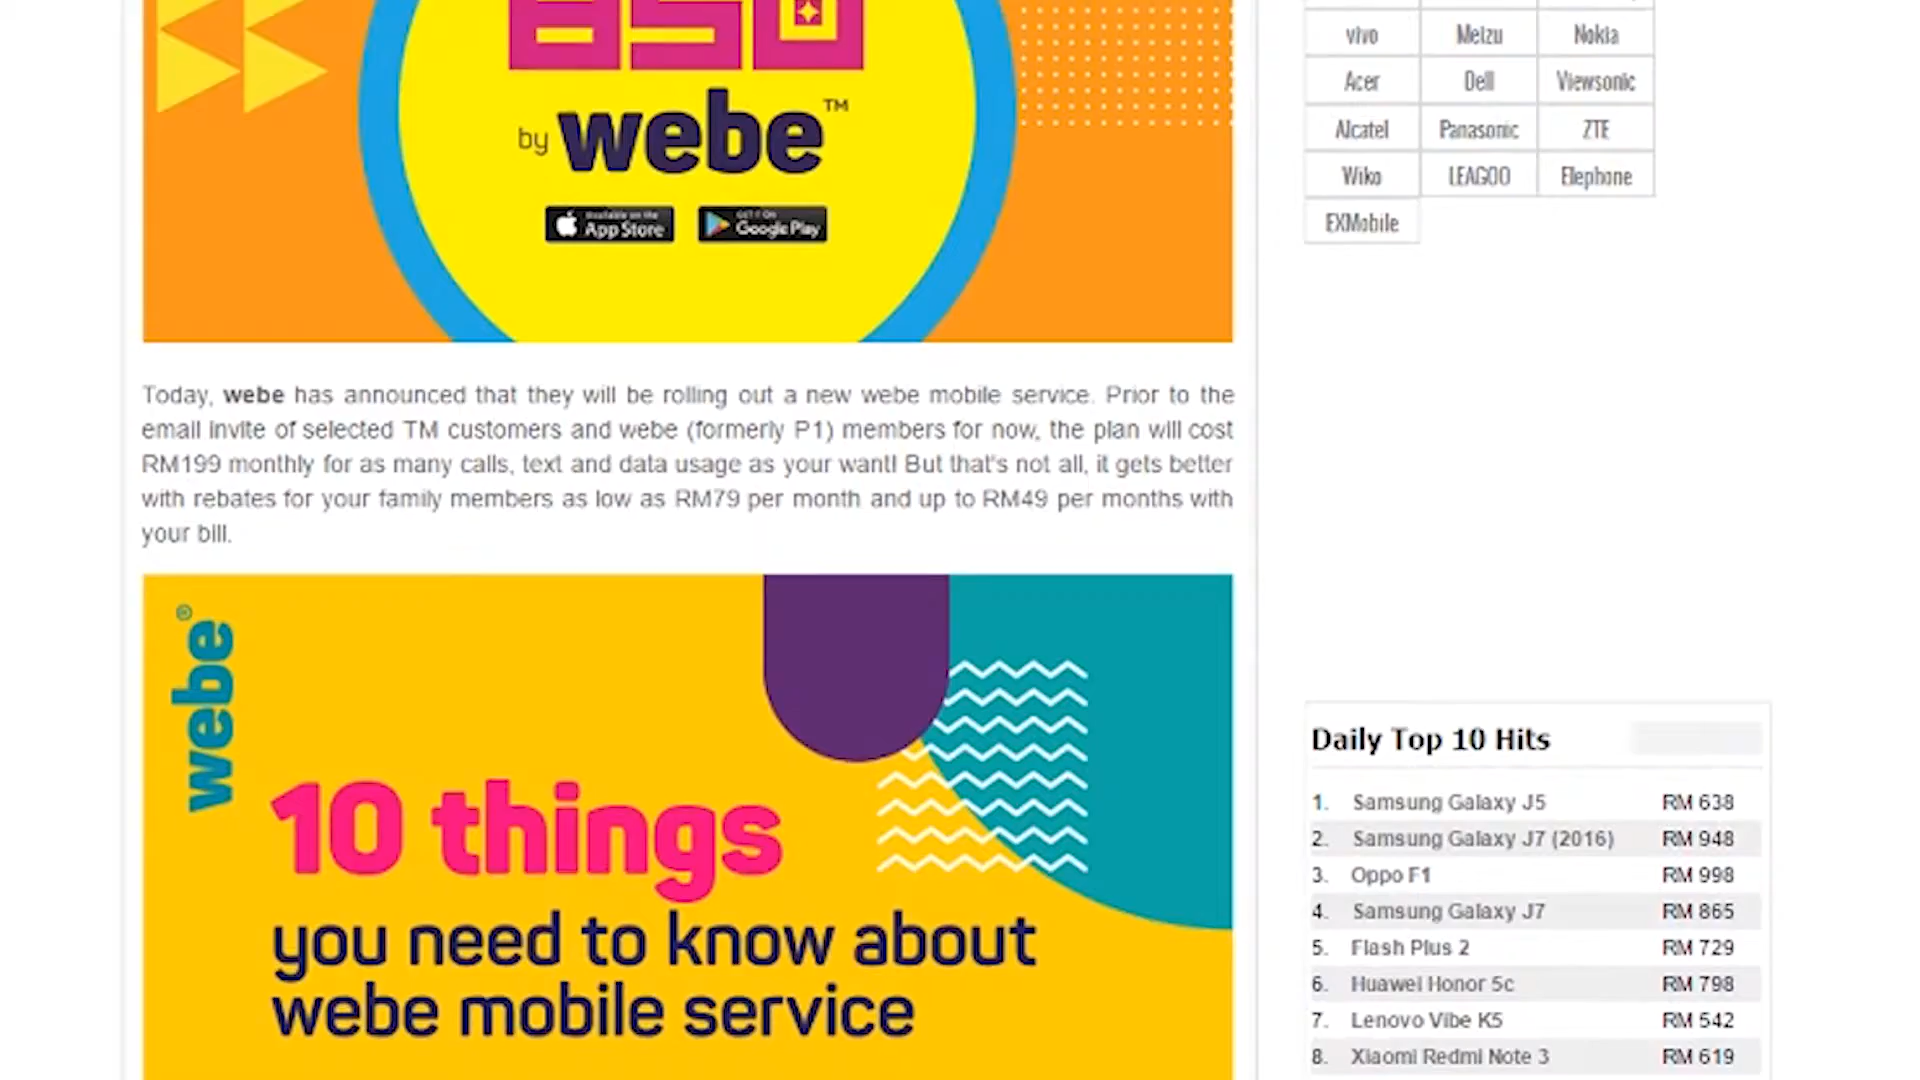 850
by webe™
Available on the App Store
GET IT ON Google Play
Today, webe has announced that they will be rolling out a new webe mobile service. Prior to the
email invite of selected TM customers and webe (formerly P1) members for now, the plan will cost
RM199 monthly for as many calls, text and data usage as your want! But that's not all, it gets better
with rebates for your family members as low as RM79 per month and up to RM49 per months with
your bill.
webe®
10 things
you need to know about
webe mobile service
vivo Meizu Nokia
Acer Dell Viewsonic
Alcatel Panasonic ZTE
Wiko LEAGOO Elephone
EXMobile
Daily Top 10 Hits
1. Samsung Galaxy J5 RM 638
2. Samsung Galaxy J7 (2016) RM 948
3. Oppo F1 RM 998
4. Samsung Galaxy J7 RM 865
5. Flash Plus 2 RM 729
6. Huawei Honor 5c RM 798
7. Lenovo Vibe K5 RM 542
8. Xiaomi Redmi Note 3 RM 619